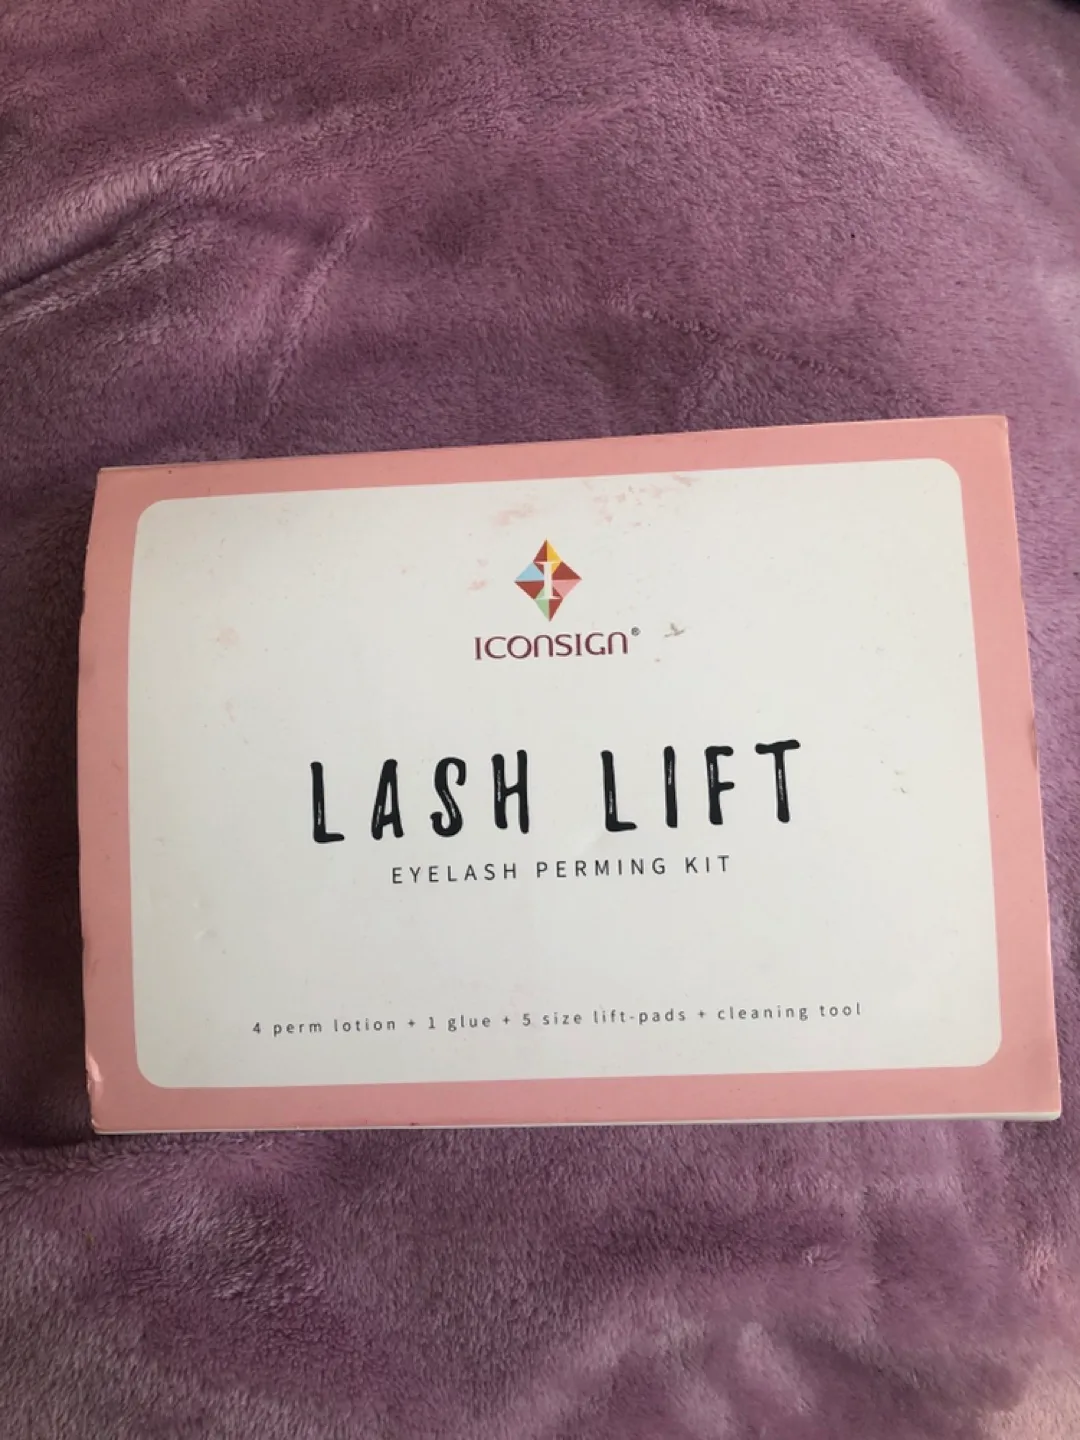 I
ICONSIGN®
LASH LIFT
EYELASH PERMING KIT
4 perm lotion + 1 glue + 5 size lift-pads + cleaning tool